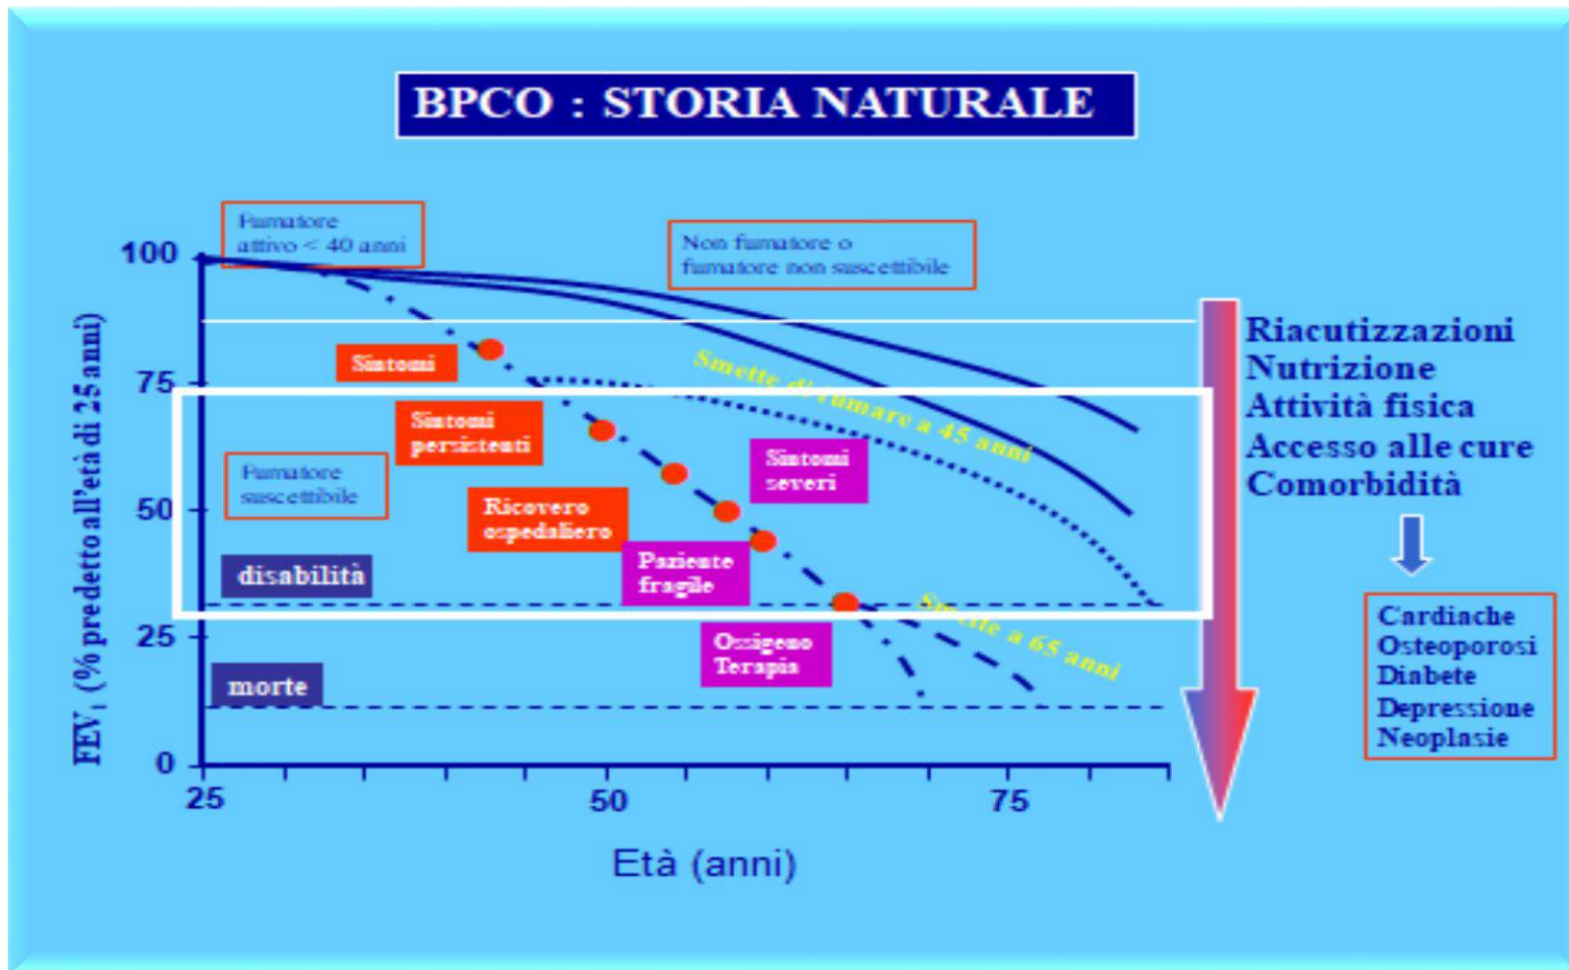 BPCO : STORIA NATURALE
Fumatore
attivo < 40 anni
Non fumatore o
fumatore non suscettibile
100
75
50
25
0
FEV1 (% predetto all'età di 25 anni)
Sintomi
Sintomi
persistenti
Fumatore
suscettibile
Ricovero
ospedaliero
Sintomi
severi
Paziente
fragile
Ossigeno
Terapia
disabilità
morte
Smette di fumare a 45 anni
Smette a 65 anni
25
50
75
Età (anni)
Riacutizzazioni
Nutrizione
Attività fisica
Accesso alle cure
Comorbidità
Cardiache
Osteoporosi
Diabete
Depressione
Neoplasie